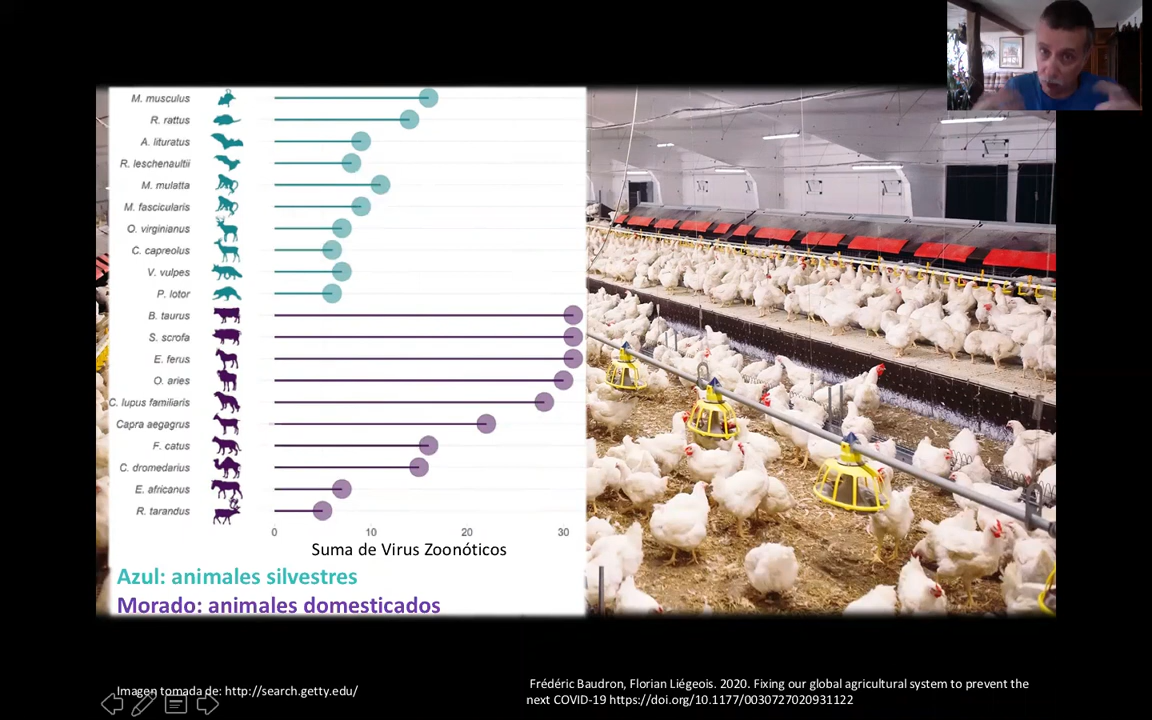 M. musculus
R. rattus
A. lituratus
R. leschenaultii
M. mulatta
M. fascicularis
O. virginianus
C. capreolus
V. vulpes
P. lotor
B. taurus
S. scrofa
E. ferus
O. aries
C. lupus familiaris
Capra aegagrus
F. catus
C. dromedarius
E. africanus
R. tarandus
0 10 20 30
Suma de Virus Zoonóticos
Azul: animales silvestres
Morado: animales domesticados
Imagen tomada de: http://search.getty.edu/
Frédéric Baudron, Florian Liégeois. 2020. Fixing our global agricultural system to prevent the
next COVID-19 https://doi.org/10.1177/0030727020931122